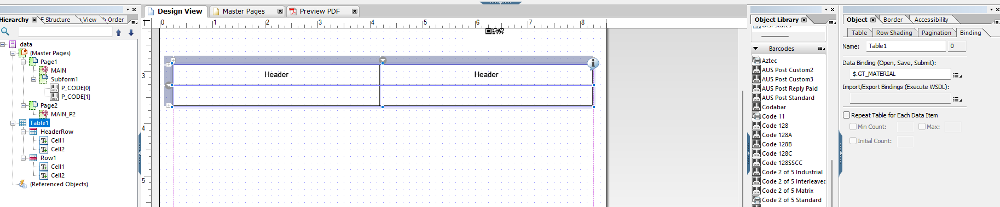 Design View
Master Pages
Preview PDF
Hierarchy
Structure
View
Order
data
(Master Pages)
Page1
MAIN
Subform1
P_CODE[0]
P_CODE[1]
Page2
MAIN_P2
Table1
HeaderRow
Cell1
Cell2
Row1
Cell1
Cell2
(Referenced Objects)
0 1 2 3 4 5 6 7 8
3
4
5
Header Header
Object Library
Barcodes
Aztec
AUS Post Custom2
AUS Post Custom3
AUS Post Reply Paid
AUS Post Standard
Codabar
Code 11
Code 128
Code 128A
Code 128B
Code 128C
Code 128SSCC
Code 2 of 5 Industrial
Code 2 of 5 Interleaved
Code 2 of 5 Matrix
Code 2 of 5 Standard
Object Border Accessibility
Table Row Shading Pagination Binding
Name: Table1 0
Data Binding (Open, Save, Submit):
$.GT_MATERIAL
Import/Export Bindings (Execute WSDL):
Repeat Table for Each Data Item
Min Count: Max:
Initial Count: